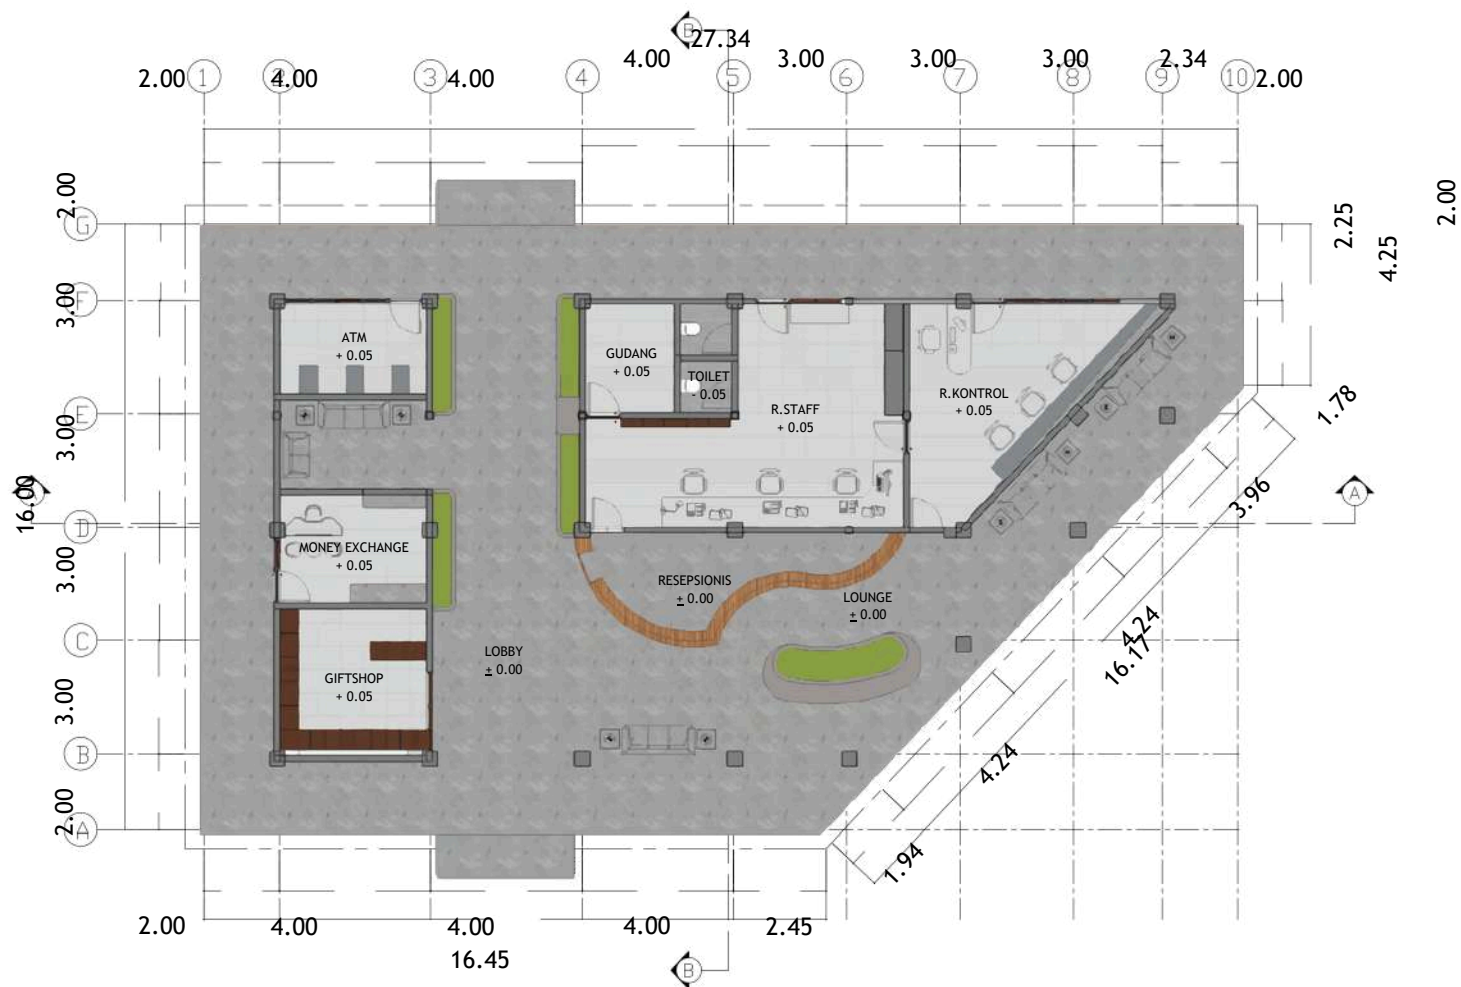 B
27.34
4.00
3.00
3.00
3.00
2.34
2.00
1
2
4.00
3
4.00
4
5
6
7
8
9
10
2.00
2.00
G
2.00
2.25
4.25
3.00
F
ATM
+ 0.05
GUDANG
+ 0.05
TOILET
- 0.05
R.STAFF
+ 0.05
R.KONTROL
+ 0.05
1.78
E
3.00
3.96
A
16.00
D
MONEY EXCHANGE
+ 0.05
3.00
RESEPSIONIS
± 0.00
LOUNGE
± 0.00
4.24
16.17
C
LOBBY
± 0.00
GIFTSHOP
+ 0.05
3.00
B
4.24
2.00
A
1.94
2.00
4.00
4.00
4.00
2.45
16.45
B